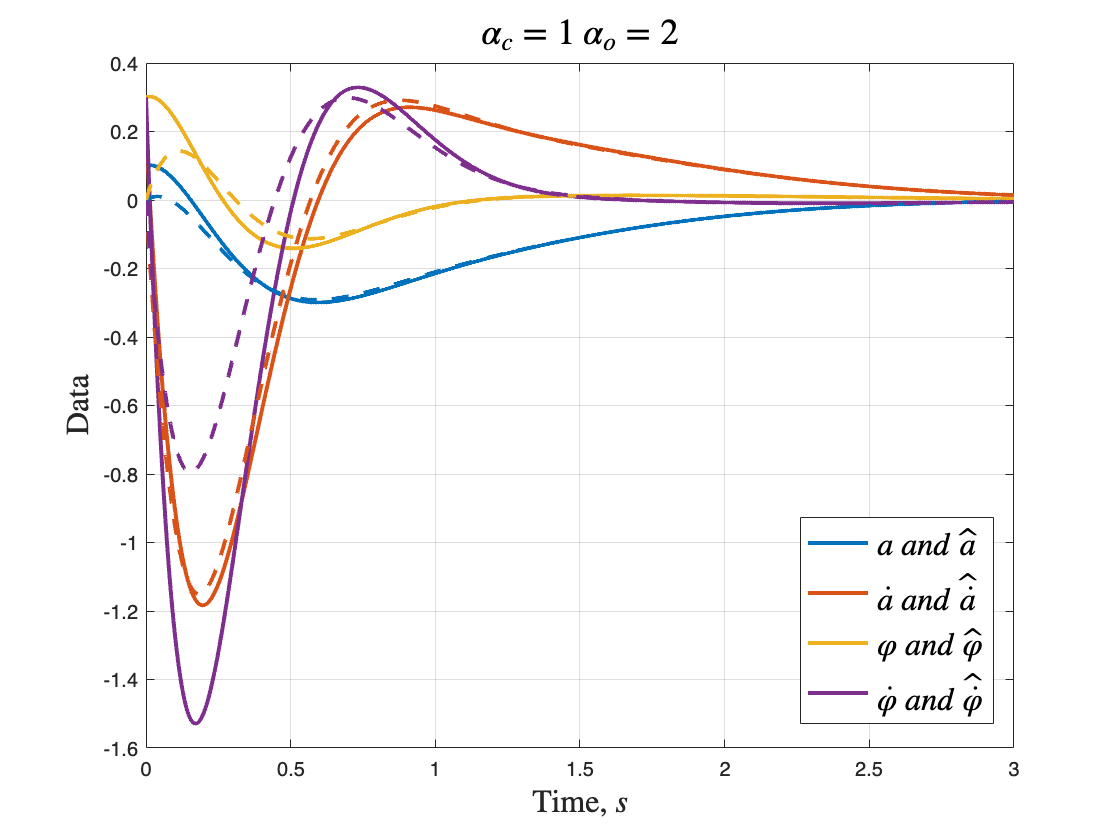 α_c = 1 α_o = 2
0.4
0.2
0
-0.2
-0.4
-0.6
-0.8
-1
-1.2
-1.4
-1.6
Data
a and â
ȧ and ȧ̂
φ and φ̂
φ̇ and φ̇̂
0 0.5 1 1.5 2 2.5 3
Time, s